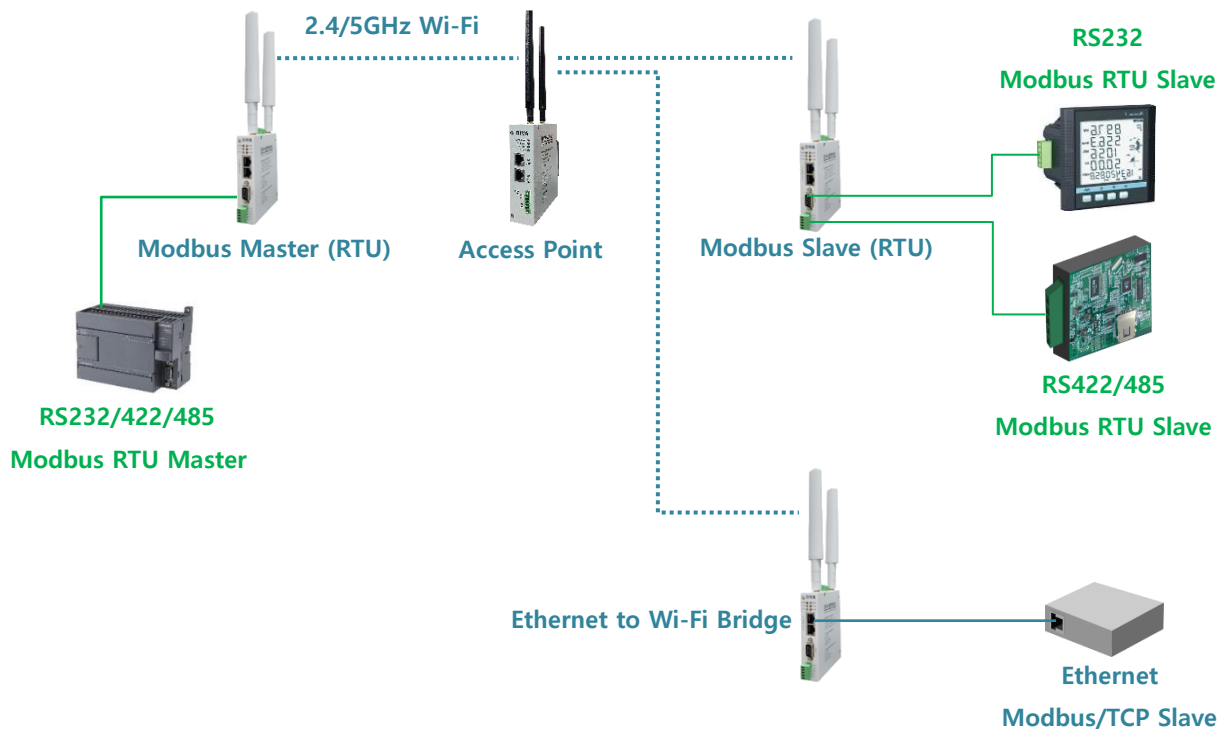 2.4/5GHz Wi-Fi
RS232
Modbus RTU Slave
Modbus Master (RTU)
Access Point
Modbus Slave (RTU)
RS232/422/485
Modbus RTU Master
RS422/485
Modbus RTU Slave
Ethernet to Wi-Fi Bridge
Ethernet
Modbus/TCP Slave